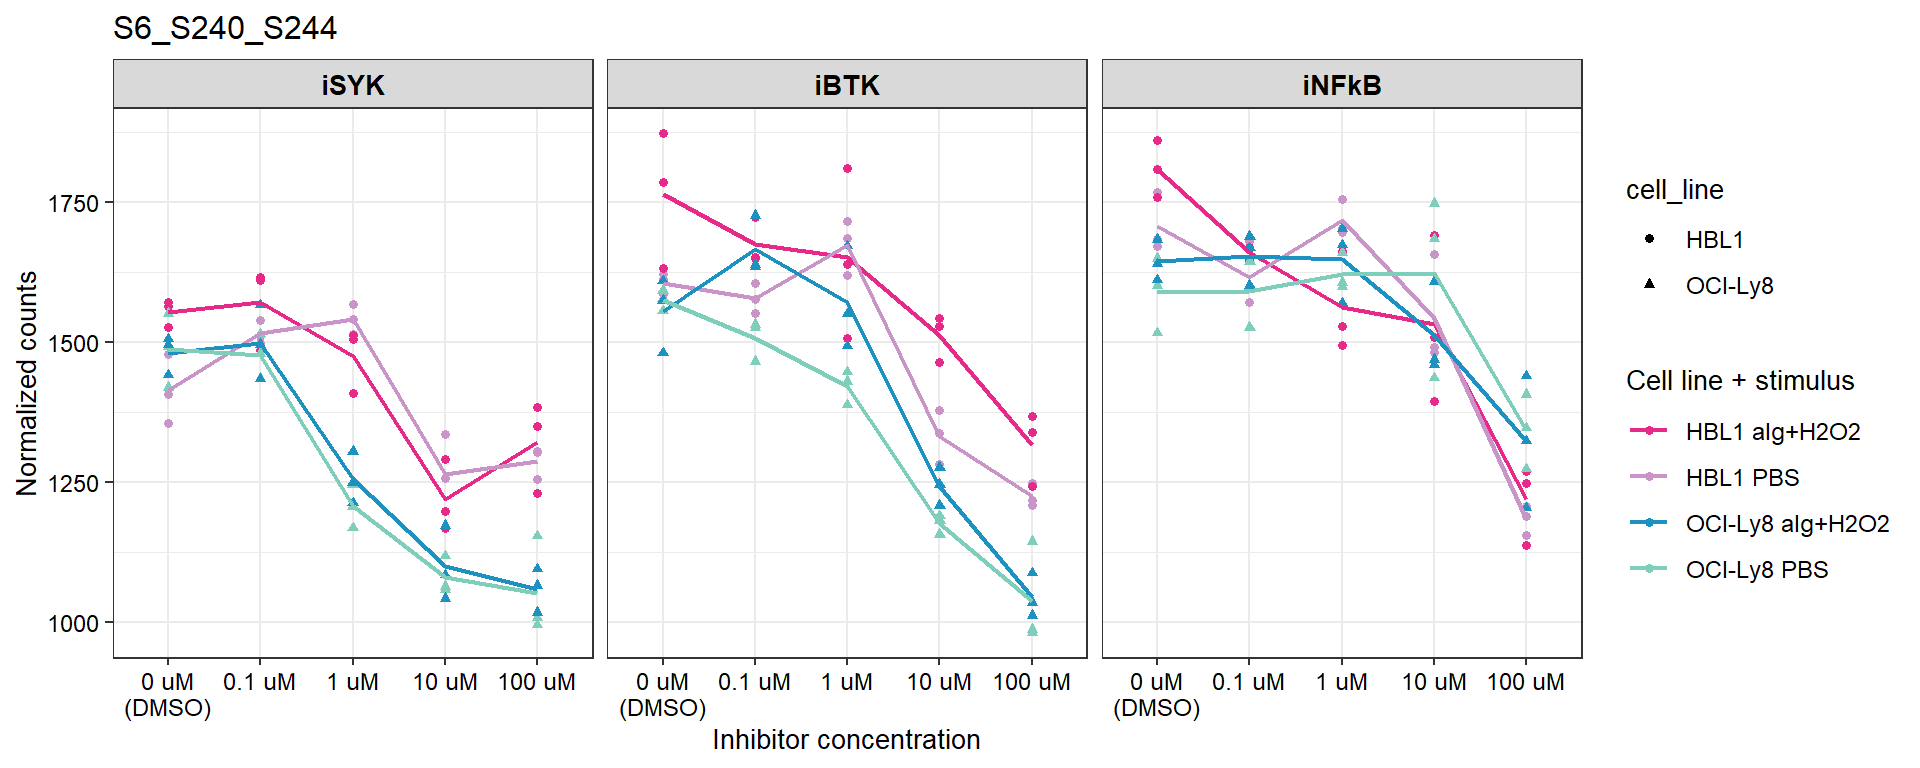 S6_S240_S244
iSYK
iBTK
iNFkB
Normalized counts
1750
1500
1250
1000
0 uM
(DMSO)
0.1 uM
1 uM
10 uM
100 uM
0 uM
(DMSO)
0.1 uM
1 uM
10 uM
100 uM
0 uM
(DMSO)
0.1 uM
1 uM
10 uM
100 uM
Inhibitor concentration
cell_line
HBL1
OCI-Ly8
Cell line + stimulus
HBL1 aIg+H2O2
HBL1 PBS
OCI-Ly8 aIg+H2O2
OCI-Ly8 PBS